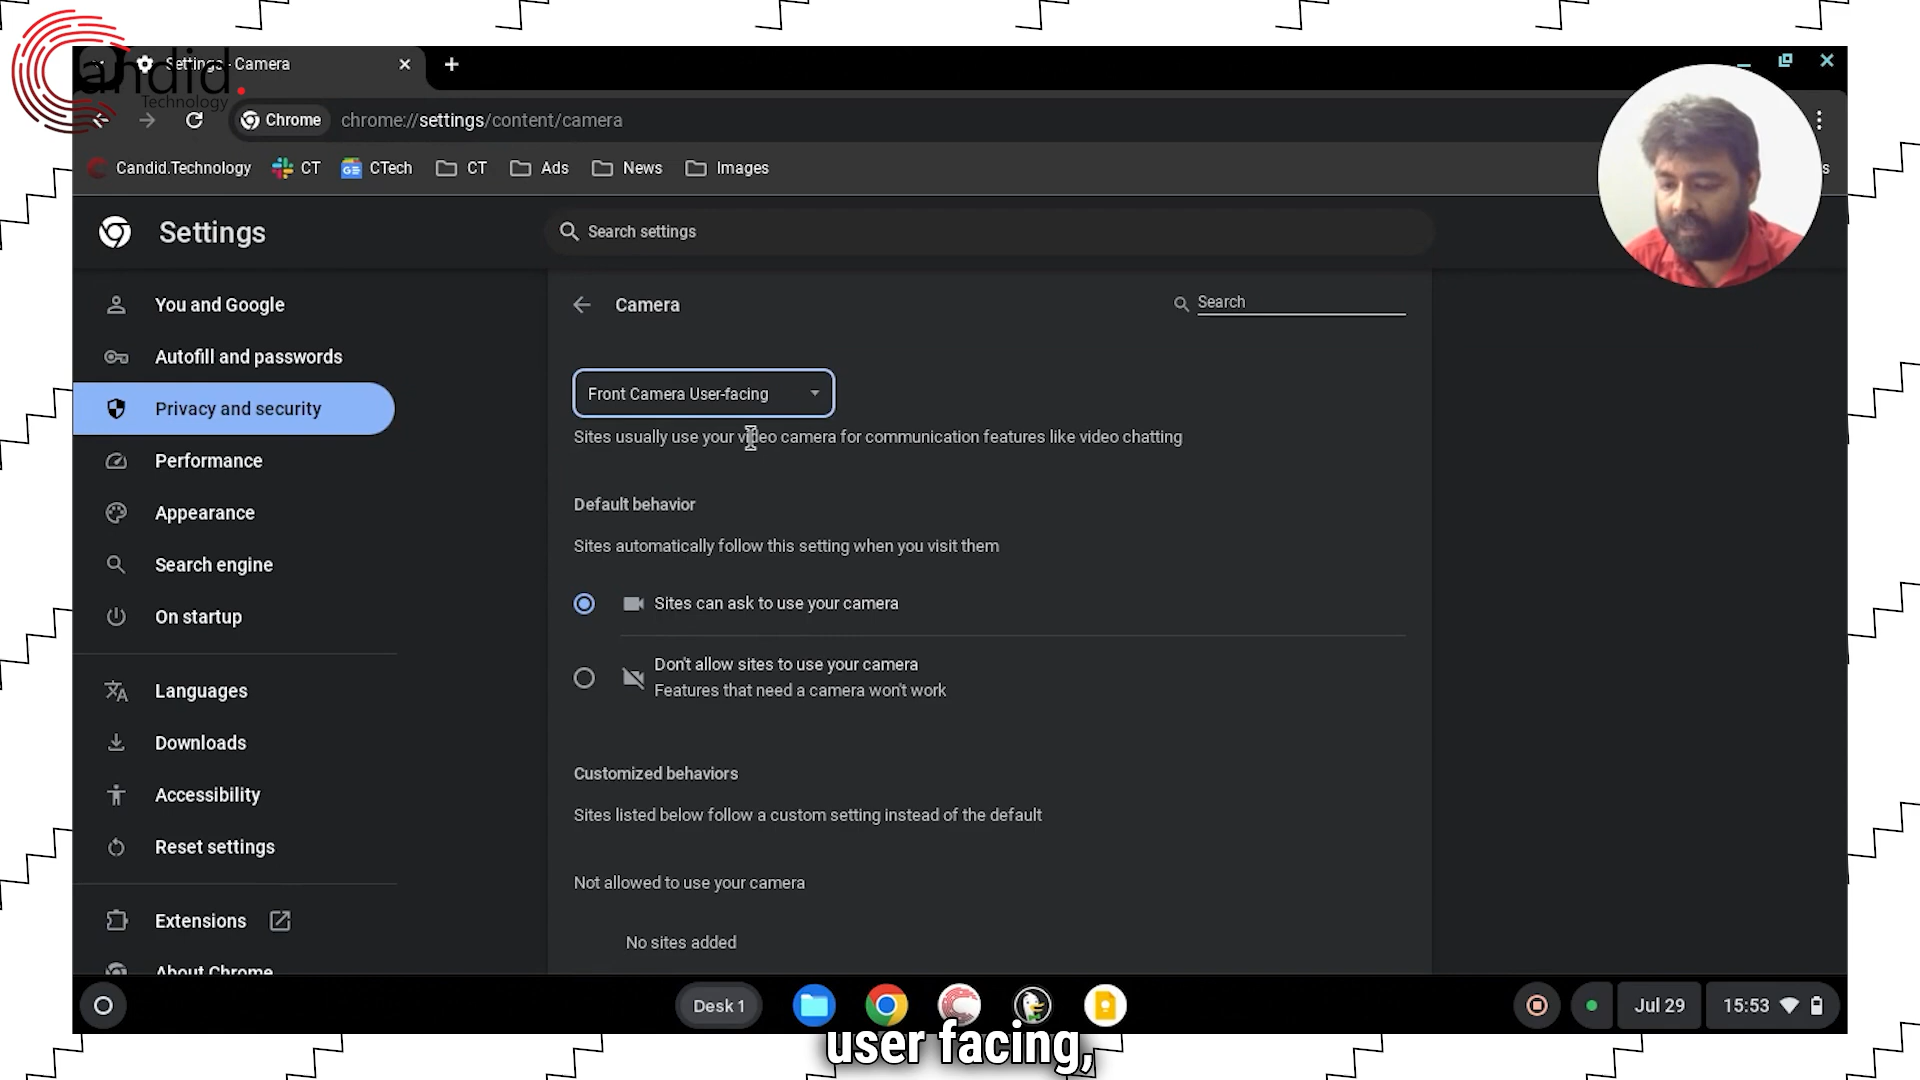 Candid.
Technology
Settings - Camera
Chrome chrome://settings/content/camera
Candid.Technology CT CTech CT Ads News Images
Settings
Search settings
You and Google
Autofill and passwords
Privacy and security
Performance
Appearance
Search engine
On startup
Languages
Downloads
Accessibility
Reset settings
Extensions
About Chrome
Camera
Search
Front Camera User-facing
Sites usually use your video camera for communication features like video chatting
Default behavior
Sites automatically follow this setting when you visit them
Sites can ask to use your camera
Don't allow sites to use your camera
Features that need a camera won't work
Customized behaviors
Sites listed below follow a custom setting instead of the default
Not allowed to use your camera
No sites added
Desk 1
Jul 29
15:53
user facing,